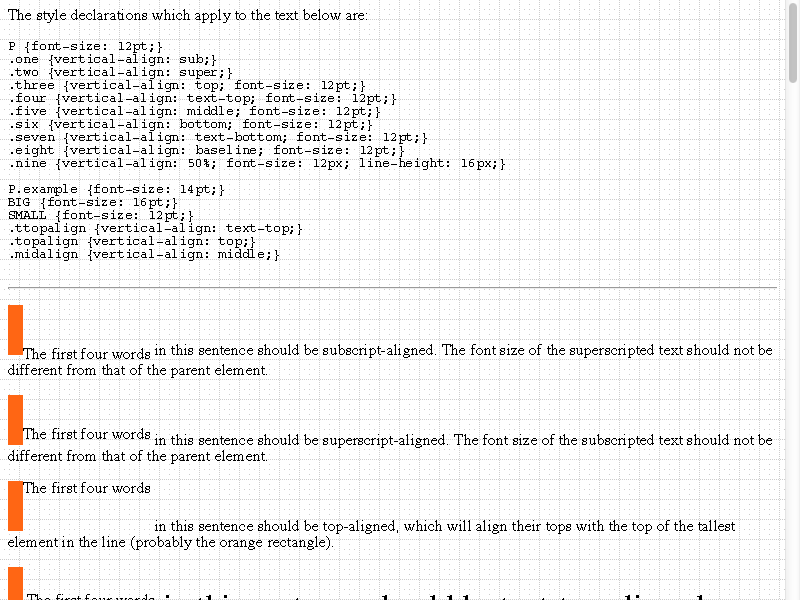 The style declarations which apply to the text below are:
P {font-size: 12pt;}
.one {vertical-align: sub;}
.two {vertical-align: super;}
.three {vertical-align: top; font-size: 12pt;}
.four {vertical-align: text-top; font-size: 12pt;}
.five {vertical-align: middle; font-size: 12pt;}
.six {vertical-align: bottom; font-size: 12pt;}
.seven {vertical-align: text-bottom; font-size: 12pt;}
.eight {vertical-align: baseline; font-size: 12pt;}
.nine {vertical-align: 50%; font-size: 12px; line-height: 16px;}
P.example {font-size: 14pt;}
BIG {font-size: 16pt;}
SMALL {font-size: 12pt;}
.ttopalign {vertical-align: text-top;}
.topalign {vertical-align: top;}
.midalign {vertical-align: middle;}
The first four words in this sentence should be subscript-aligned. The font size of the superscripted text should not be
different from that of the parent element.
The first four words in this sentence should be superscript-aligned. The font size of the subscripted text should not be
different from that of the parent element.
The first four words
in this sentence should be top-aligned, which will align their tops with the top of the tallest
element in the line (probably the orange rectangle).
The first four words